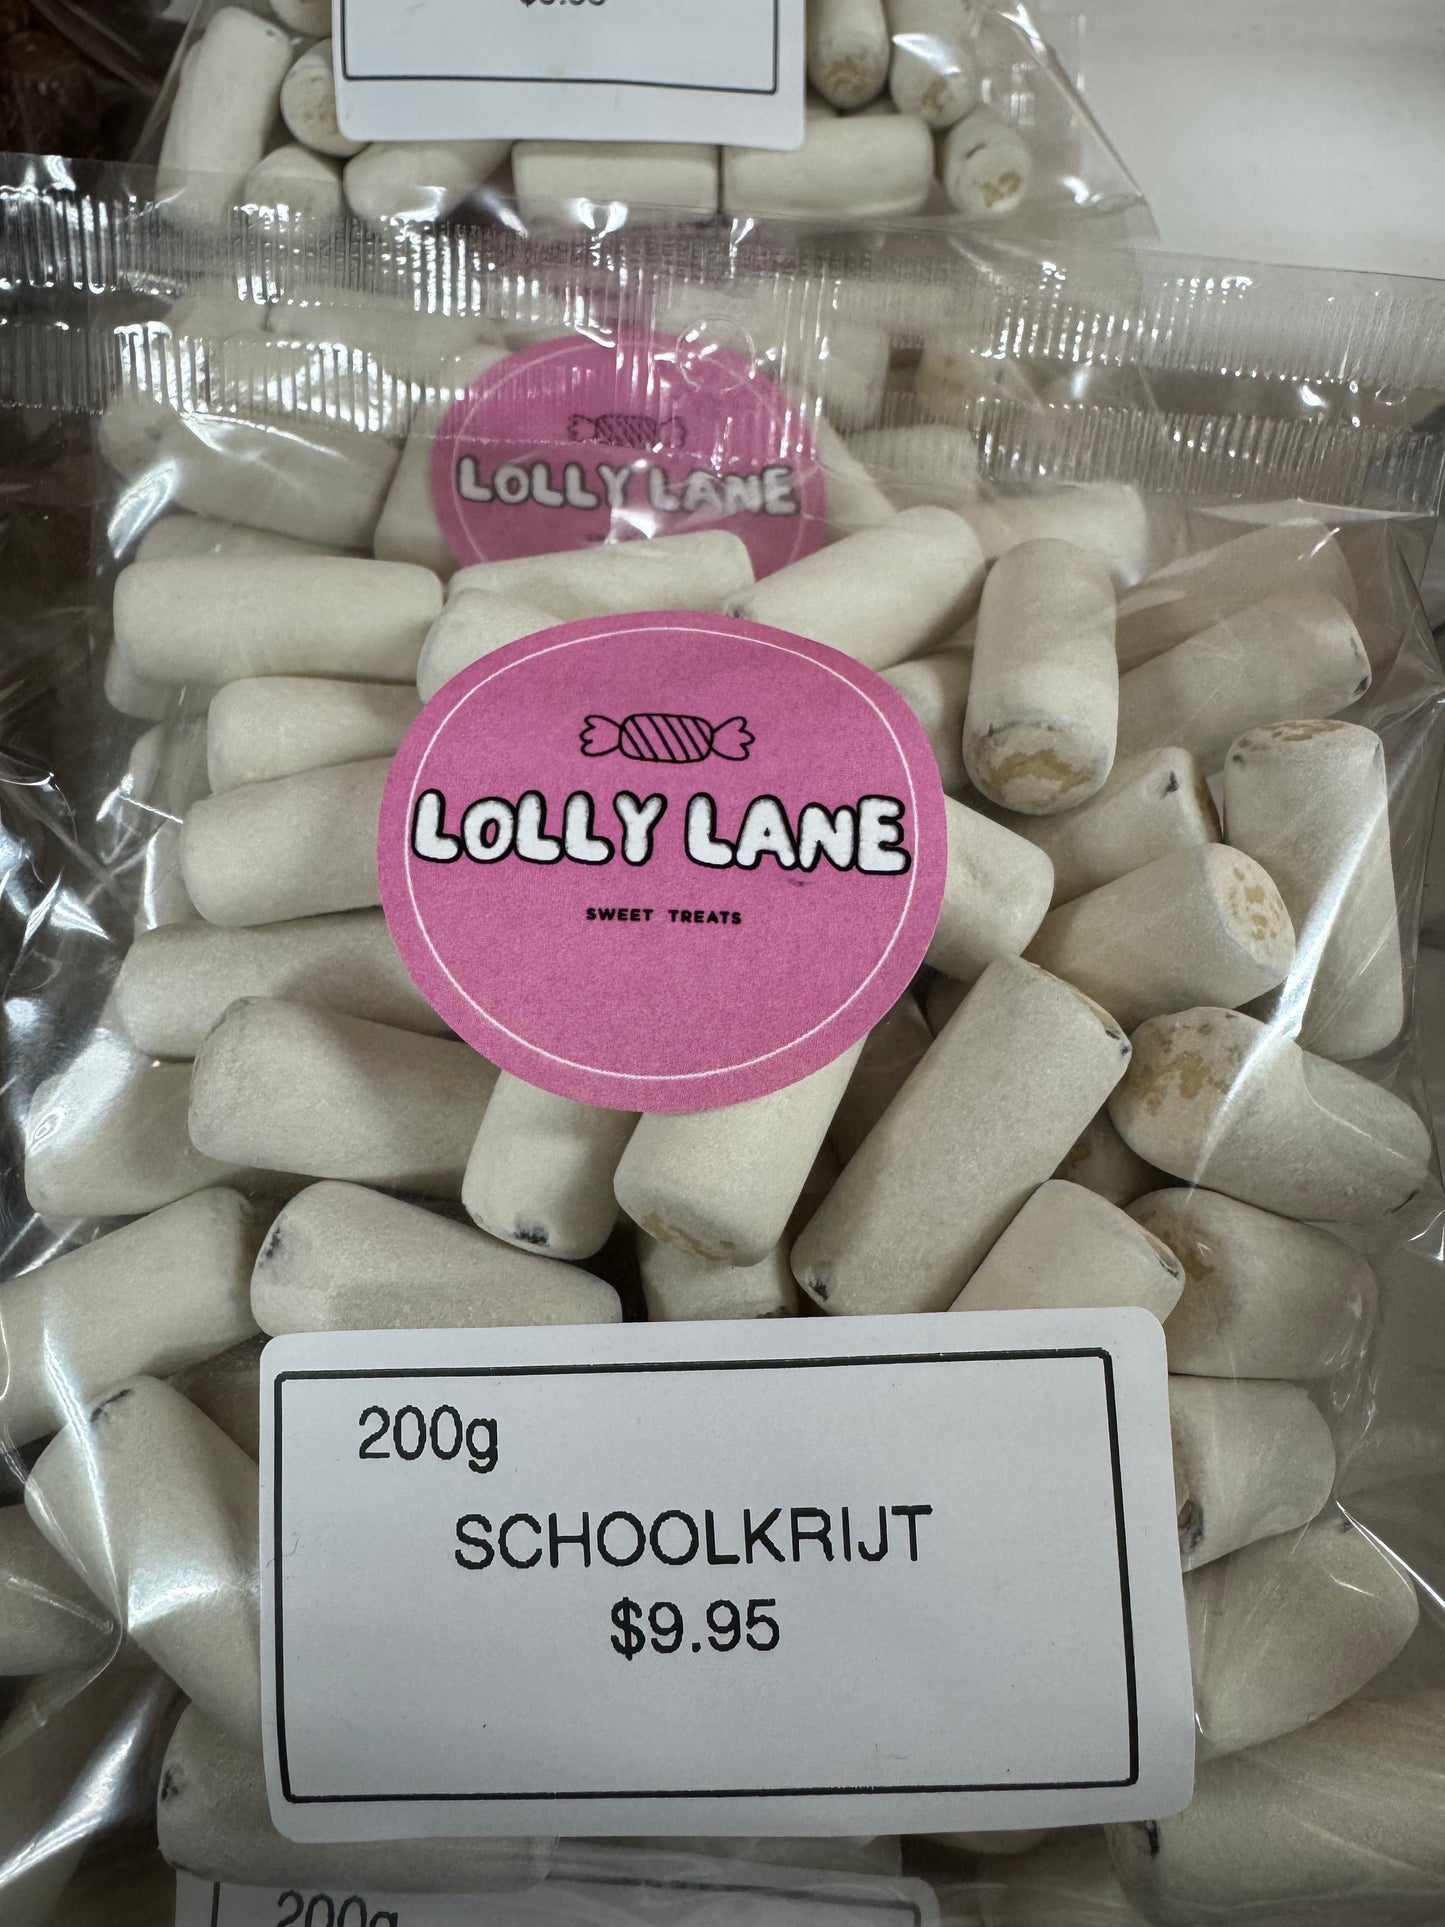 LOLLY LANE
LOLLY LANE
SWEET TREATS
200g
SCHOOLKRIJT
$9.95
200g